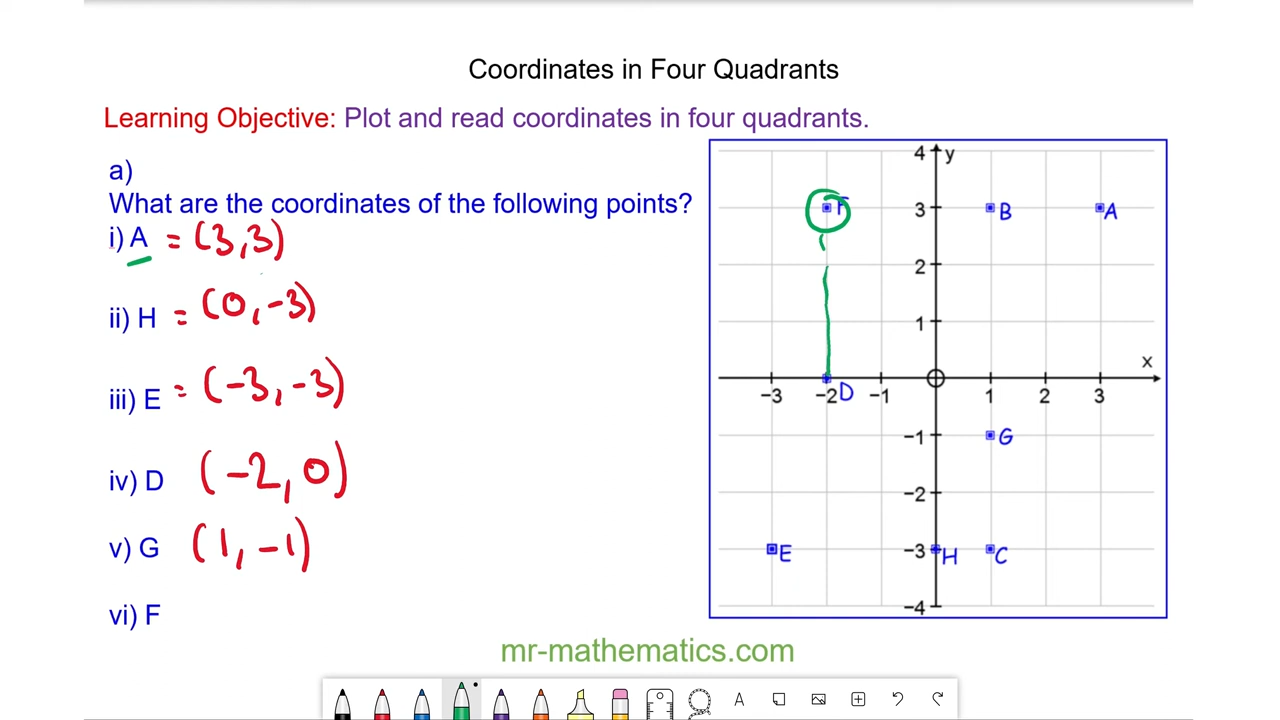 Coordinates in Four Quadrants
Learning Objective: Plot and read coordinates in four quadrants.
a)
What are the coordinates of the following points?
i) A = (3,3)
ii) H = (0,-3)
iii) E = (-3,-3)
iv) D (-2,0)
v) G (1,-1)
vi) F
4 y
F 3 B A
2
1
x
-3 -2 D -1 1 2 3
-1 G
-2
E -3 H C
-4
mr-mathematics.com
A